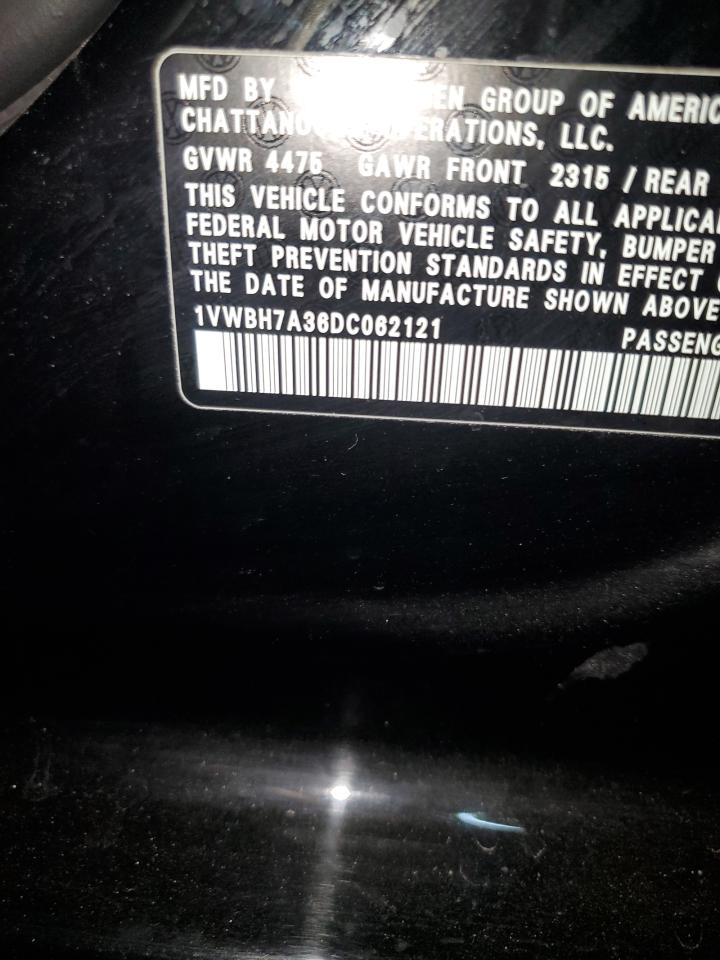 MFD BY EN GROUP OF AMERIC
CHATTANO ERATIONS, LLC.
GVWR 4475 GAWR FRONT 2315 / REAR
THIS VEHICLE CONFORMS TO ALL APPLICA
FEDERAL MOTOR VEHICLE SAFETY, BUMPER
THEFT PREVENTION STANDARDS IN EFFECT
THE DATE OF MANUFACTURE SHOWN ABOVE
1VWBH7A36DC062121 PASSENG